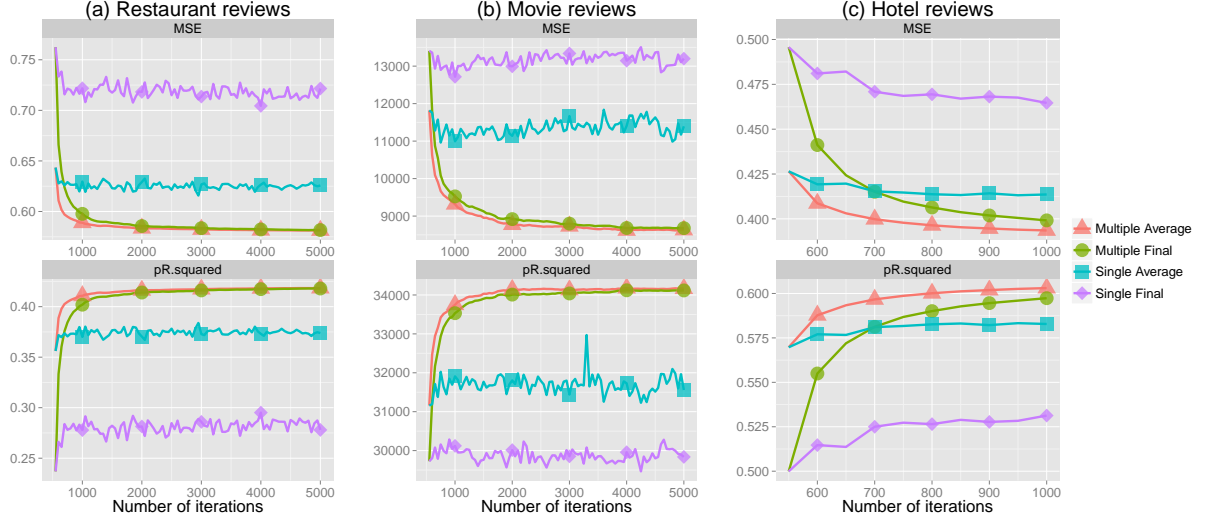 (a) Restaurant reviews
MSE
0.75
0.70
0.65
0.60
pR.squared
0.40
0.35
0.30
0.25
1000 2000 3000 4000 5000
Number of iterations
(b) Movie reviews
MSE
13000
12000
11000
10000
9000
pR.squared
34000
33000
32000
31000
30000
1000 2000 3000 4000 5000
Number of iterations
(c) Hotel reviews
MSE
0.500
0.475
0.450
0.425
0.400
pR.squared
0.600
0.575
0.550
0.525
0.500
600 700 800 900 1000
Number of iterations
Multiple Average
Multiple Final
Single Average
Single Final